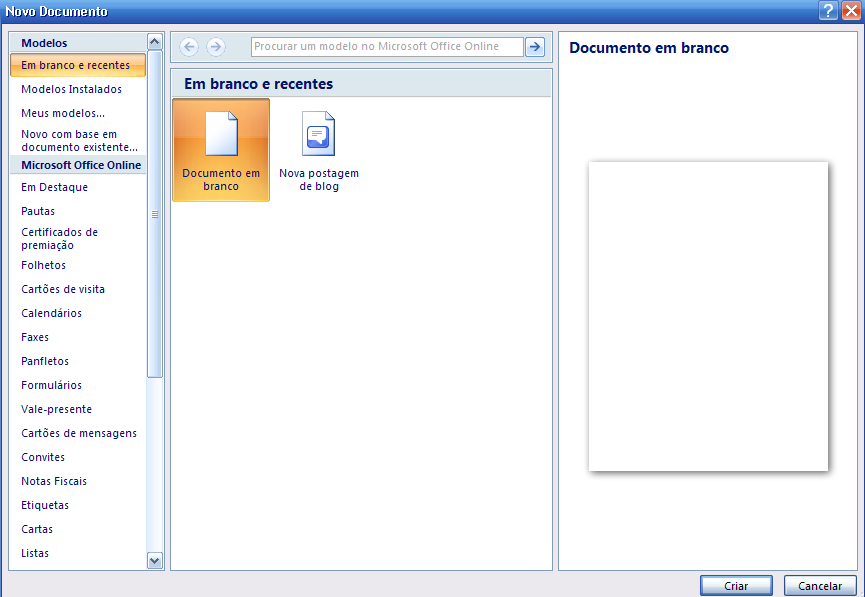 Novo Documento
Modelos
Em branco e recentes
Modelos Instalados
Meus modelos...
Novo com base em
documento existente...
Microsoft Office Online
Em Destaque
Pautas
Certificados de
premiação
Folhetos
Cartões de visita
Calendários
Faxes
Panfletos
Formulários
Vale-presente
Cartões de mensagens
Convites
Notas Fiscais
Etiquetas
Cartas
Listas
Procurar um modelo no Microsoft Office Online
Em branco e recentes
Documento em
branco
Nova postagem
de blog
Documento em branco
Criar
Cancelar